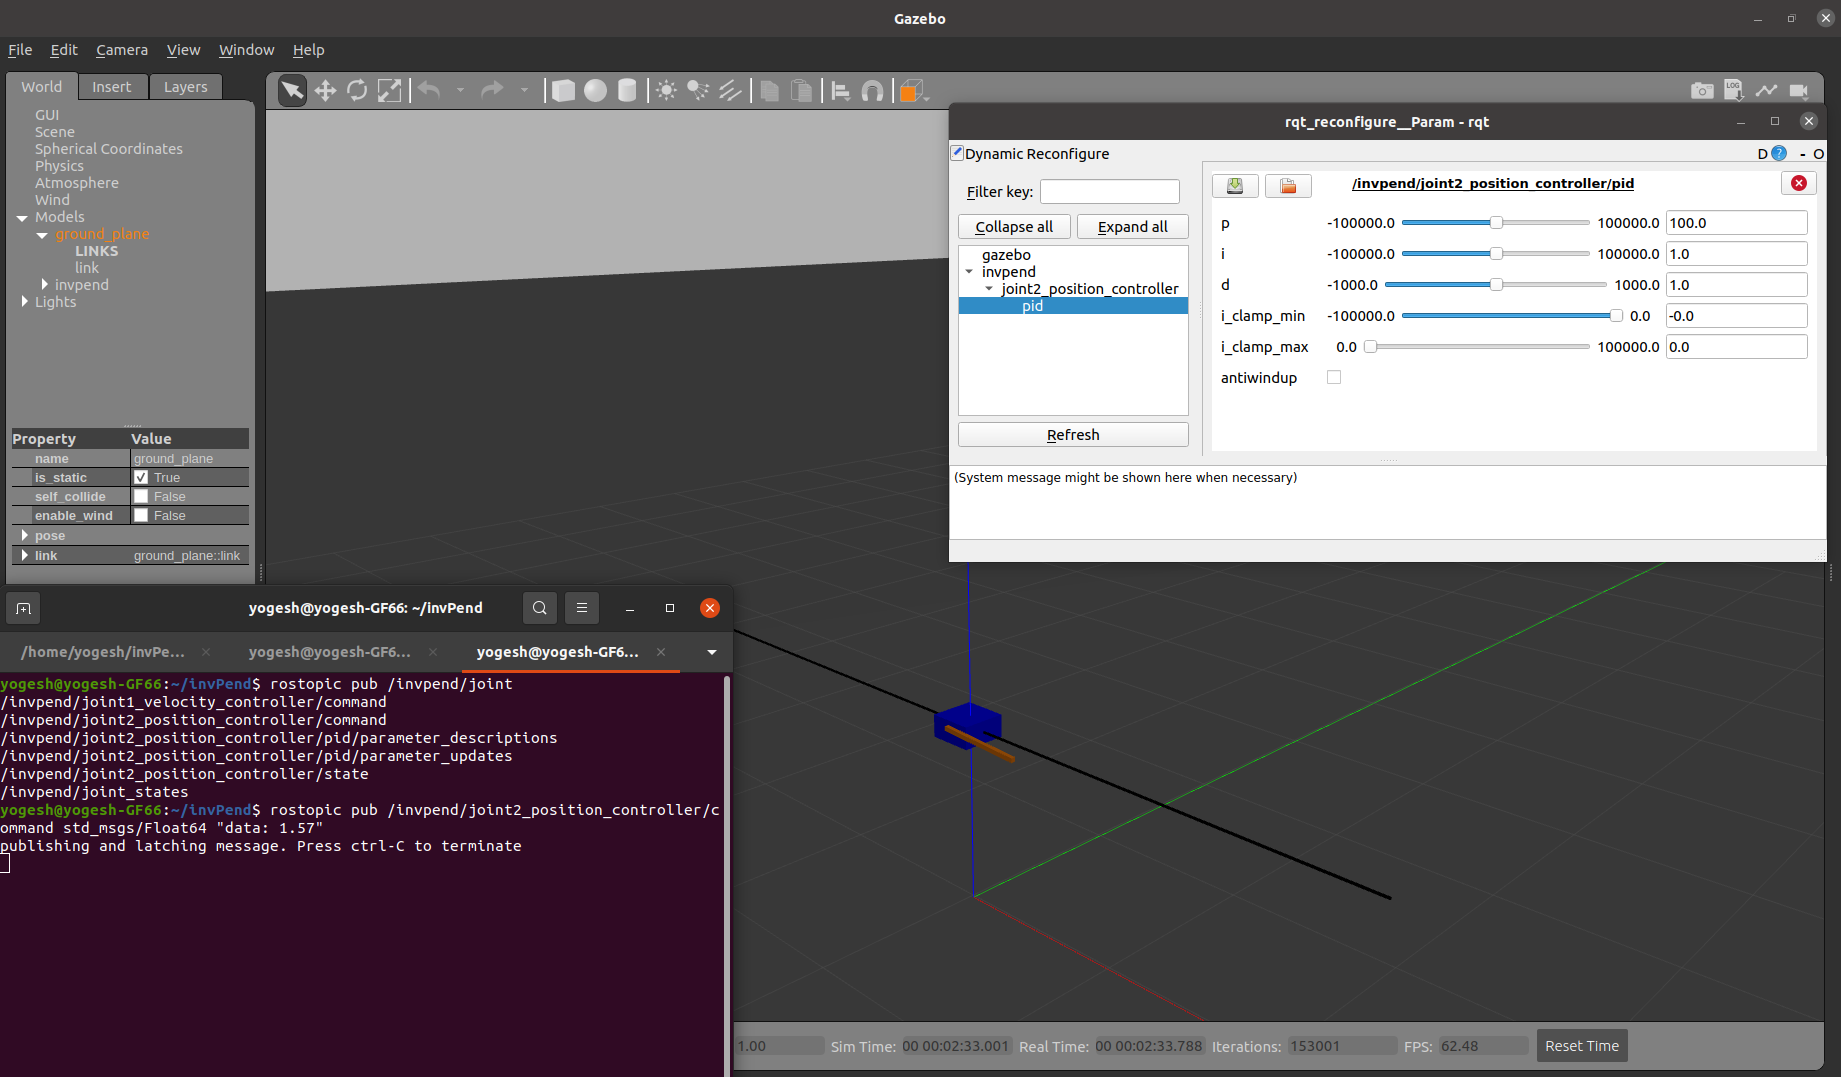 Gazebo
File Edit Camera View Window Help
World Insert Layers
GUI
Scene
Spherical Coordinates
Physics
Atmosphere
Wind
Models
ground_plane
LINKS
link
invpend
Lights
Property Value
name ground_plane
is_static True
self_collide False
enable_wind False
pose
link ground_plane::link
LOG
rqt_reconfigure__Param - rqt
Dynamic Reconfigure
D ? - O
Filter key:
Collapse all Expand all
gazebo
invpend
joint2_position_controller
pid
Refresh
/invpend/joint2_position_controller/pid
p -100000.0 100000.0 100.0
i -100000.0 100000.0 1.0
d -1000.0 1000.0 1.0
i_clamp_min -100000.0 0.0 -0.0
i_clamp_max 0.0 100000.0 0.0
antiwindup
(System message might be shown here when necessary)
yogesh@yogesh-GF66: ~/invPend
/home/yogesh/invPe... yogesh@yogesh-GF6... yogesh@yogesh-GF6...
yogesh@yogesh-GF66:~/invPend$ rostopic pub /invpend/joint
/invpend/joint1_velocity_controller/command
/invpend/joint2_position_controller/command
/invpend/joint2_position_controller/pid/parameter_descriptions
/invpend/joint2_position_controller/pid/parameter_updates
/invpend/joint2_position_controller/state
/invpend/joint_states
yogesh@yogesh-GF66:~/invPend$ rostopic pub /invpend/joint2_position_controller/c
ommand std_msgs/Float64 "data: 1.57"
publishing and latching message. Press ctrl-C to terminate
1.00 Sim Time: 00 00:02:33.001 Real Time: 00 00:02:33.788 Iterations: 153001 FPS: 62.48 Reset Time